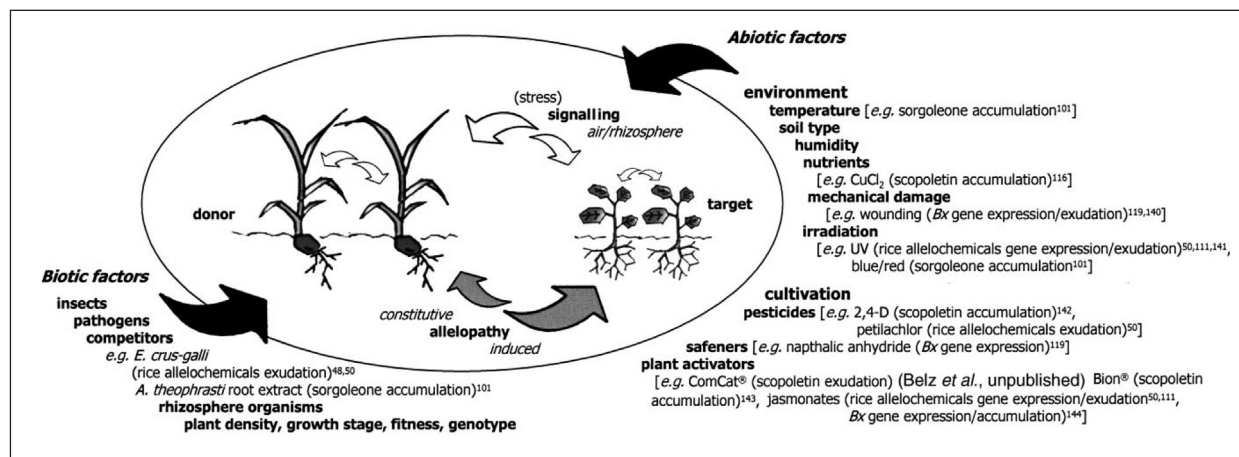 Abiotic factors
environment
temperature [e.g. sorgoleone accumulation¹⁰¹]
soil type
humidity
nutrients
[e.g. CuCl₂ (scopoletin accumulation)¹¹⁶]
mechanical damage
[e.g. wounding (Bx gene expression/exudation)¹¹⁹,¹⁴⁰]
irradiation
[e.g. UV (rice allelochemicals gene expression/exudation)⁵⁰,¹¹¹,¹⁴¹,
blue/red (sorgoleone accumulation¹⁰¹]
cultivation
pesticides [e.g. 2,4-D (scopoletin accumulation)¹⁴²,
petilachlor (rice allelochemicals exudation)⁵⁰]
safeners [e.g. napthalic anhydride (Bx gene expression)¹¹⁹]
plant activators
[e.g. ComCat® (scopoletin exudation) (Belz et al., unpublished) Bion® (scopoletin
accumulation)¹⁴³, jasmonates (rice allelochemicals gene expression/exudation⁵⁰,¹¹¹,
Bx gene expression/accumulation)¹⁴⁴]
(stress)
signalling
air/rhizosphere
donor
target
constitutive
allelopathy
induced
Biotic factors
insects
pathogens
competitors
e.g. E. crus-galli
(rice allelochemicals exudation)⁴⁸,⁵⁰
A. theophrasti root extract (sorgoleone accumulation)¹⁰¹
rhizosphere organisms
plant density, growth stage, fitness, genotype